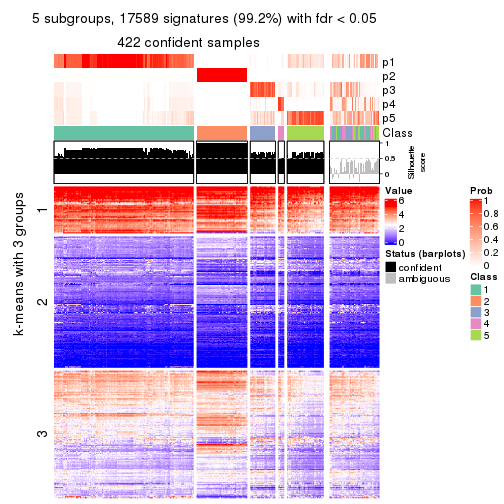 5 subgroups, 17589 signatures (99.2%) with fdr < 0.05
422 confident samples
p1
p2
p3
p4
p5
Class
1
0.5
0
Silhouette
score
k-means with 3 groups
1
2
3
Value
6
4
2
0
Status (barplots)
confident
ambiguous
Prob
1
0.8
0.6
0.4
0.2
0
Class
1
2
3
4
5